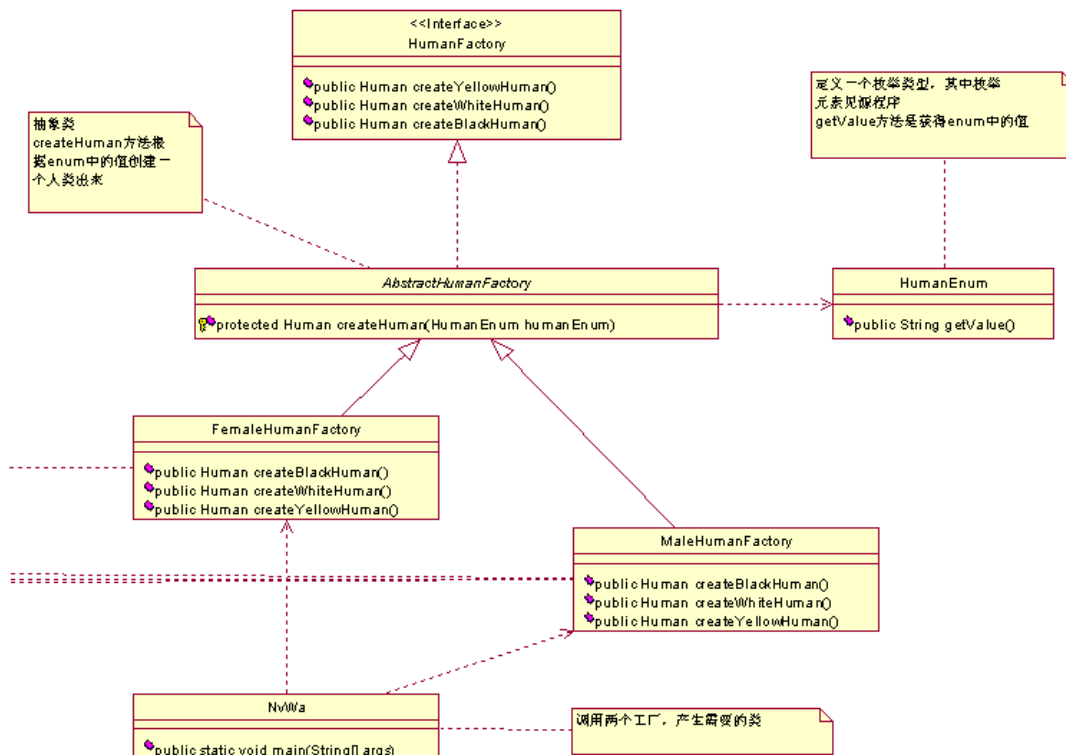 <<Interface>>
HumanFactory
public Human createYellowHuman()
public Human createWhiteHuman()
public Human createBlackHuman()
定义一个枚举类型，其中枚举
元素见源程序
getValue方法是获得enum中的值
抽象类
createHuman方法根
据enum中的值创建一
个人类出来
AbstractHumanFactory
protected Human createHuman(HumanEnum humanEnum)
HumanEnum
public String getValue()
FemaleHumanFactory
public Human createBlackHuman()
public Human createWhiteHuman()
public Human createYellowHuman()
MaleHumanFactory
public Human createBlackHuman()
public Human createWhiteHuman()
public Human createYellowHuman()
NvWa
public static void main(String[] args)
调用两个工厂，产生需要的类